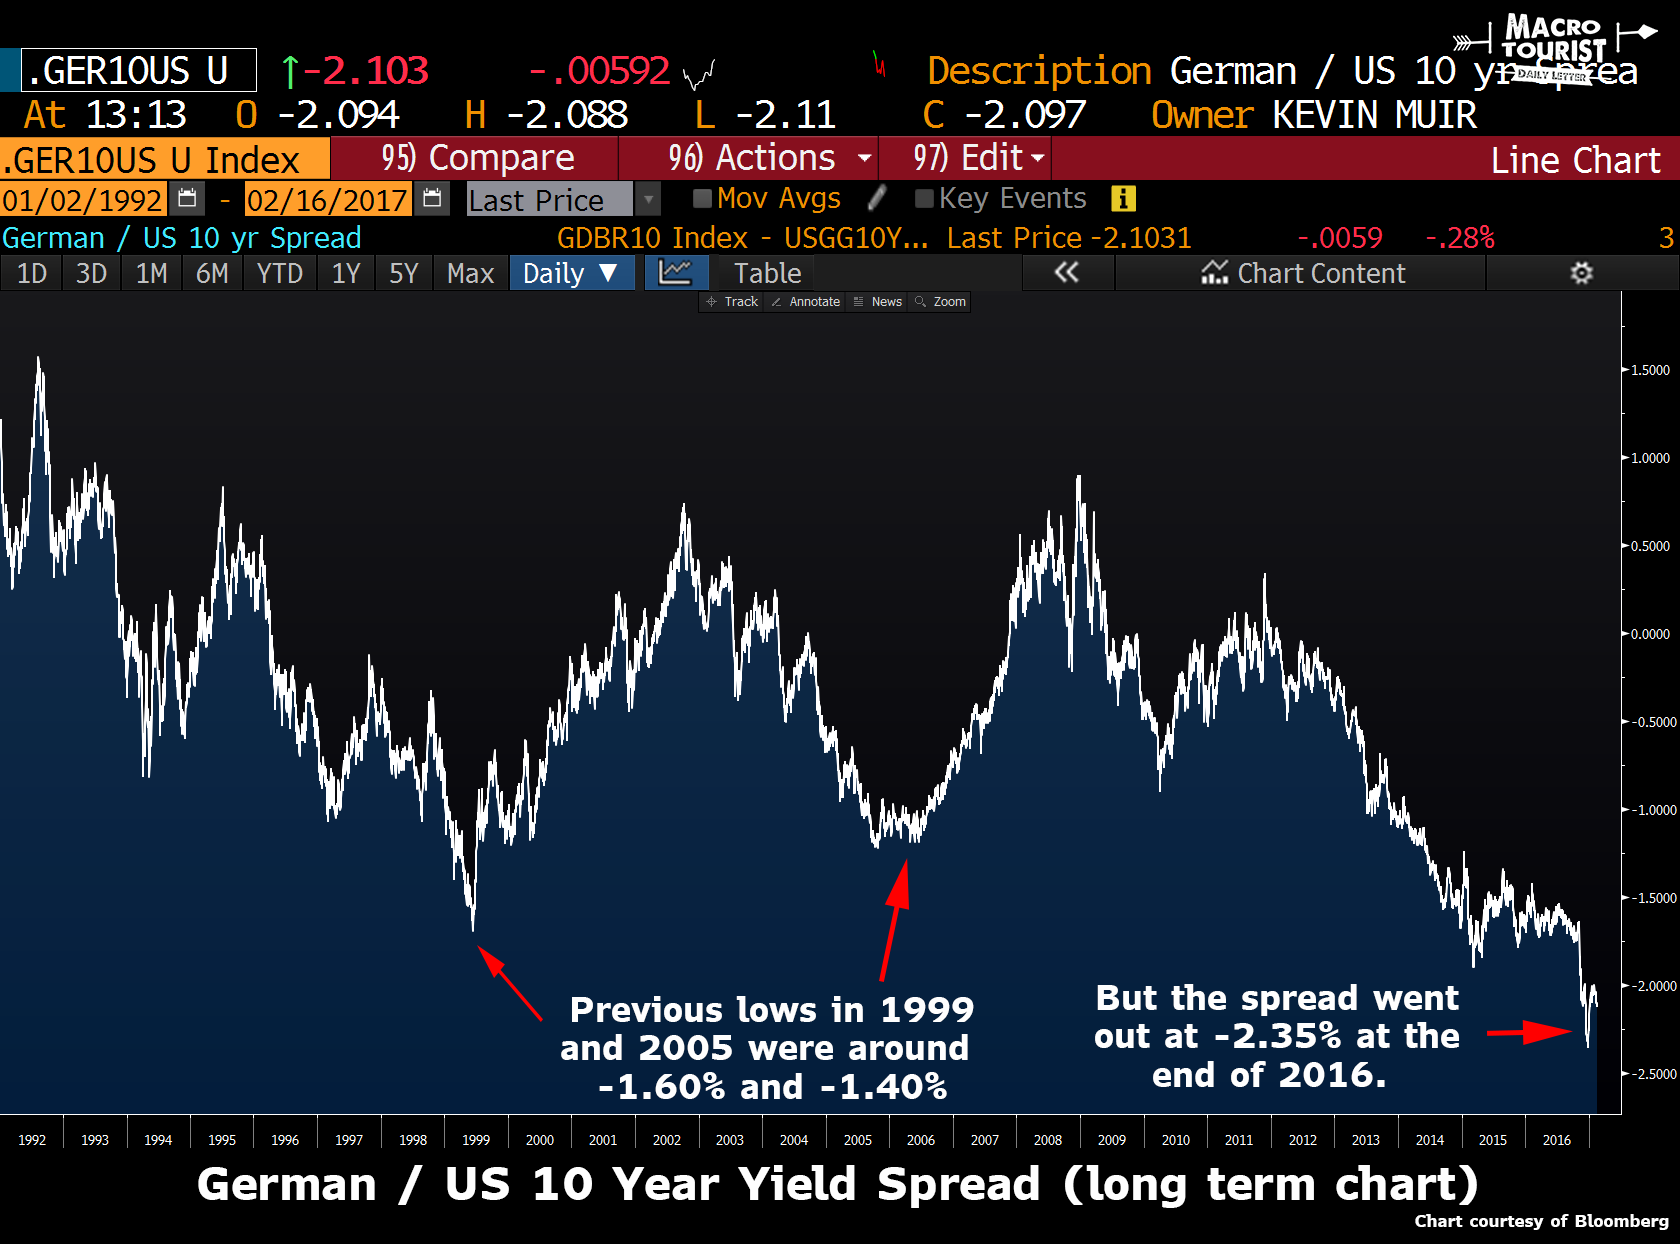 MACRO
TOURIST
DAILY LETTER
.GER10US U ↑-2.103 -.00592 Description German / US 10 yr Sprea
At 13:13 O -2.094 H -2.088 L -2.11 C -2.097 Owner KEVIN MUIR
.GER10US U Index 95) Compare 96) Actions 97) Edit Line Chart
01/02/1992 - 02/16/2017 Last Price Mov Avgs Key Events i
German / US 10 yr Spread GDBR10 Index - USGG10Y... Last Price -2.1031 -.0059 -.28% 3
1D 3D 1M 6M YTD 1Y 5Y Max Daily ▼ Table « Chart Content
Track Annotate News Zoom
1.5000
1.0000
0.5000
0.0000
-0.5000
-1.0000
-1.5000
-2.0000
-2.5000
Previous lows in 1999
and 2005 were around
-1.60% and -1.40%
But the spread went
out at -2.35% at the
end of 2016.
1992 1993 1994 1995 1996 1997 1998 1999 2000 2001 2002 2003 2004 2005 2006 2007 2008 2009 2010 2011 2012 2013 2014 2015 2016
German / US 10 Year Yield Spread (long term chart)
Chart courtesy of Bloomberg